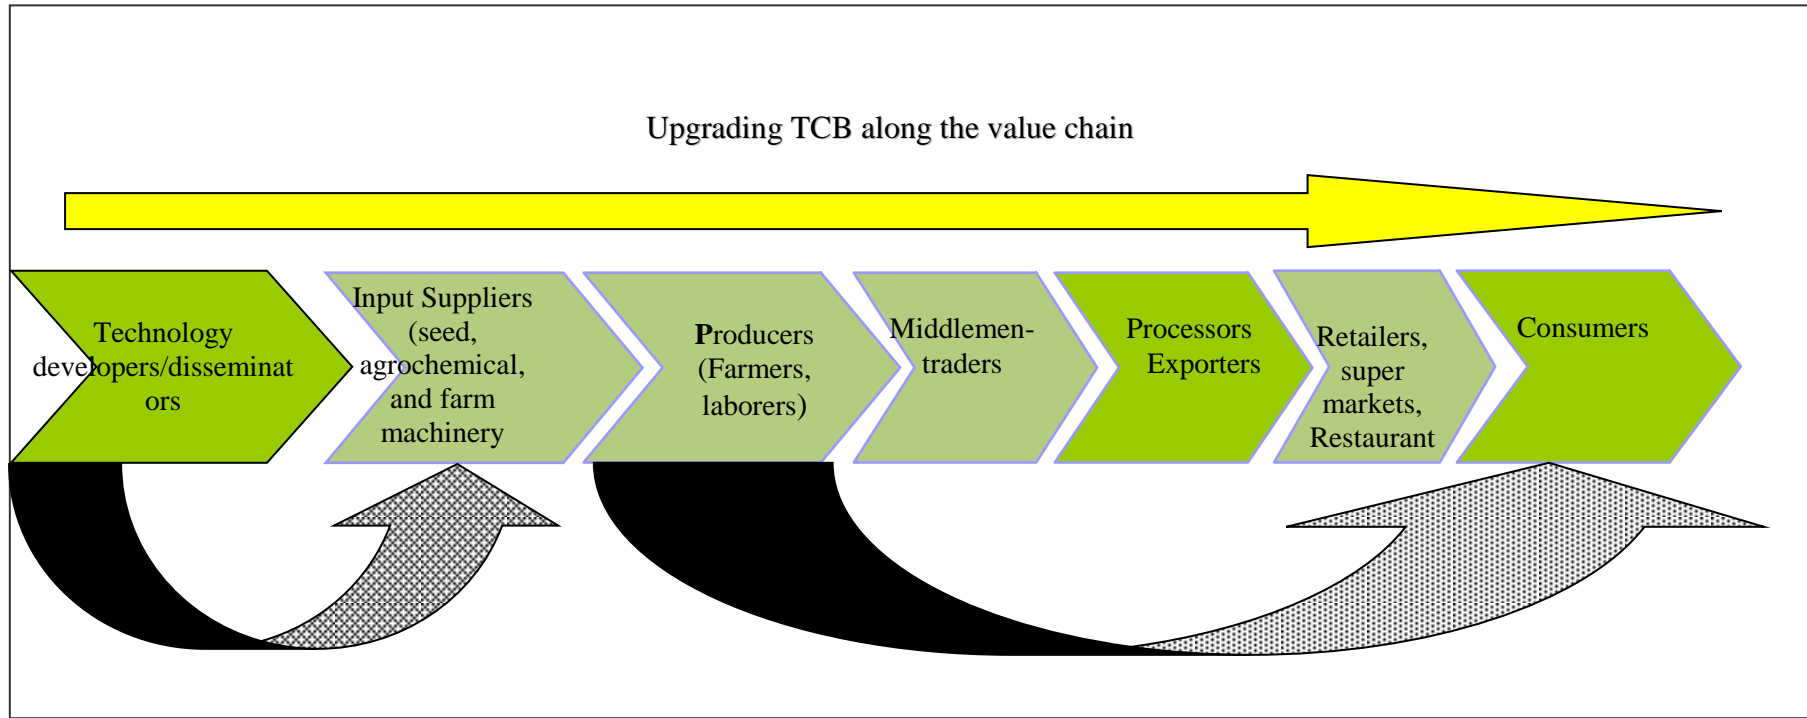 Upgrading TCB along the value chain
Technology
developers/disseminat
ors
Input Suppliers
(seed,
agrochemical,
and farm
machinery
Producers
(Farmers,
laborers)
Middlemen-
traders
Processors
Exporters
Retailers,
super
markets,
Restaurant
Consumers